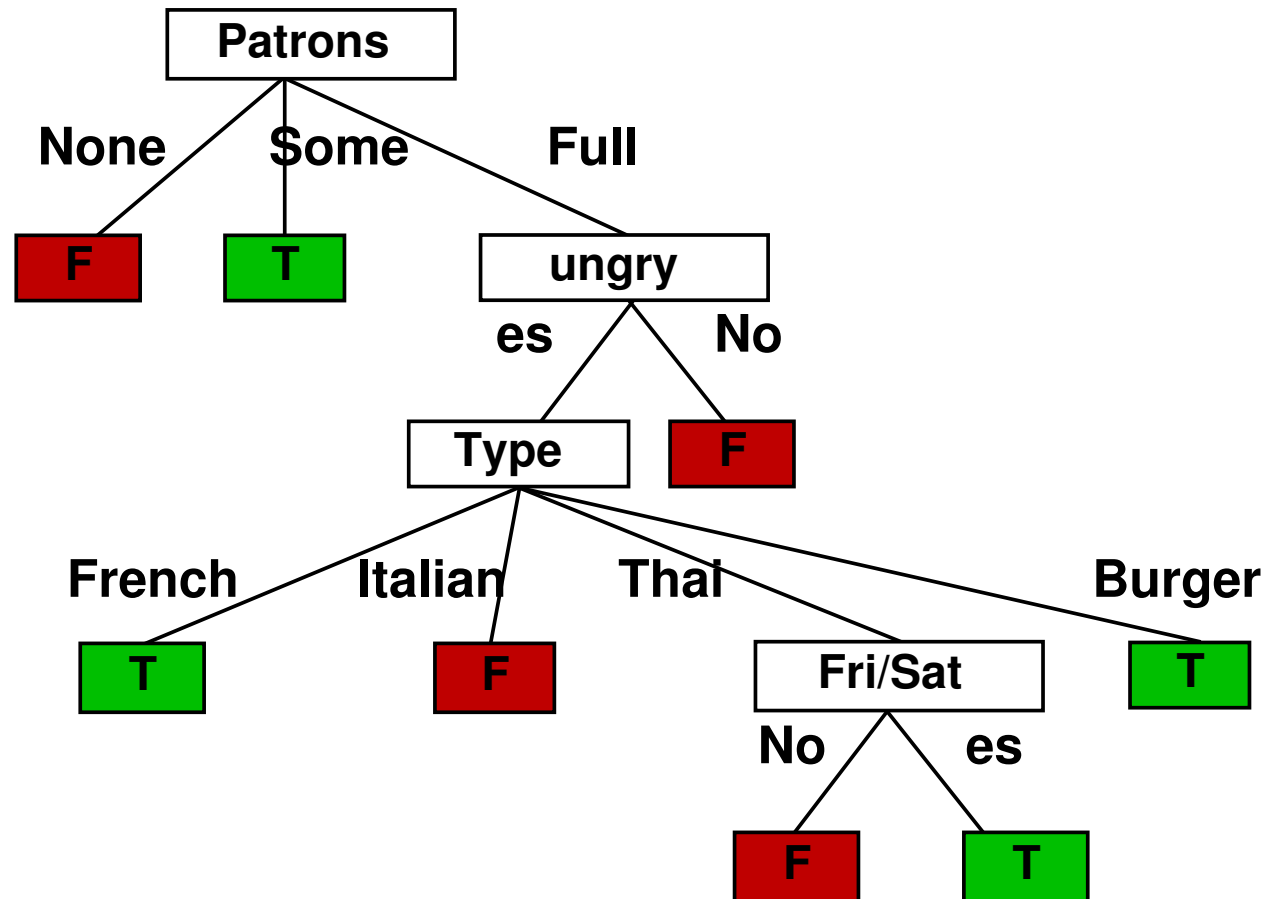 Patrons
None Some Full
F T ungry
es No
Type F
French Italian Thai Burger
T F Fri/Sat T
No es
F T